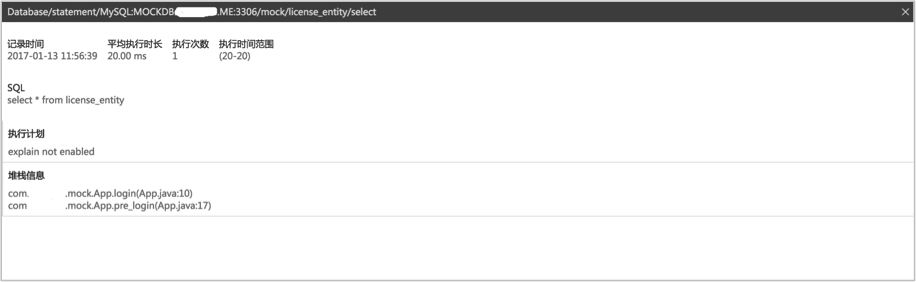 Database/statement/MySQL:MOCKDB .ME:3306/mock/license_entity/select
记录时间 平均执行时长 执行次数 执行时间范围
2017-01-13 11:56:39 20.00 ms 1 (20-20)
SQL
select * from license_entity
执行计划
explain not enabled
堆栈信息
com. .mock.App.login(App.java:10)
com .mock.App.pre_login(App.java:17)